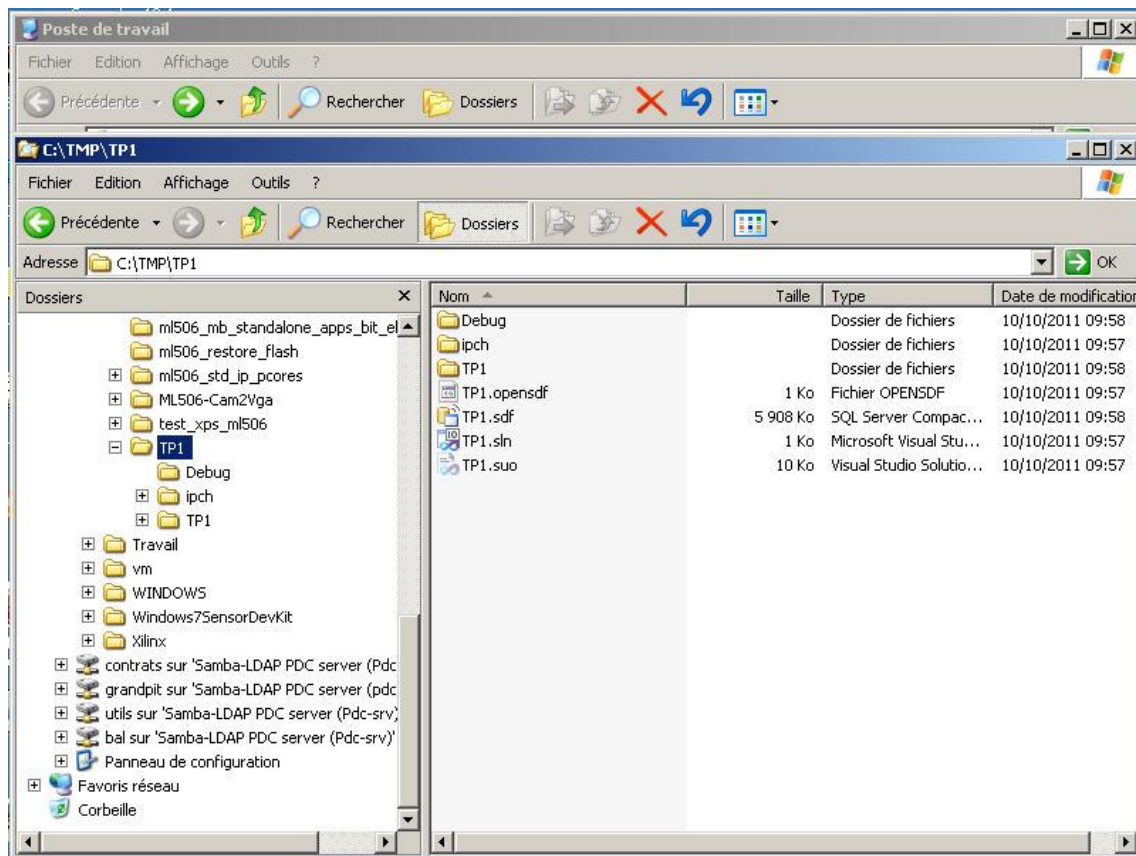 Poste de travail
Fichier Edition Affichage Outils ?
Précédente Rechercher Dossiers
C:\TMP\TP1
Fichier Edition Affichage Outils ?
Précédente Rechercher Dossiers
Adresse C:\TMP\TP1 OK
Dossiers
ml506_mb_standalone_apps_bit_el
ml506_restore_flash
ml506_std_ip_pcores
ML506-Cam2Vga
test_xps_ml506
TP1
Debug
ipch
TP1
Travail
vm
WINDOWS
Windows7SensorDevKit
Xilinx
contrats sur 'Samba-LDAP PDC server (Pdc
grandpit sur 'Samba-LDAP PDC server (pdc
utils sur 'Samba-LDAP PDC server (Pdc-srv)
bal sur 'Samba-LDAP PDC server (Pdc-srv)'
Panneau de configuration
Favoris réseau
Corbeille
Nom Taille Type Date de modification
Debug Dossier de fichiers 10/10/2011 09:58
ipch Dossier de fichiers 10/10/2011 09:57
TP1 Dossier de fichiers 10/10/2011 09:58
TP1.opensdf 1 Ko Fichier OPENSDF 10/10/2011 09:57
TP1.sdf 5 908 Ko SQL Server Compac... 10/10/2011 09:58
TP1.sln 1 Ko Microsoft Visual Stu... 10/10/2011 09:57
TP1.suo 10 Ko Visual Studio Solutio... 10/10/2011 09:57